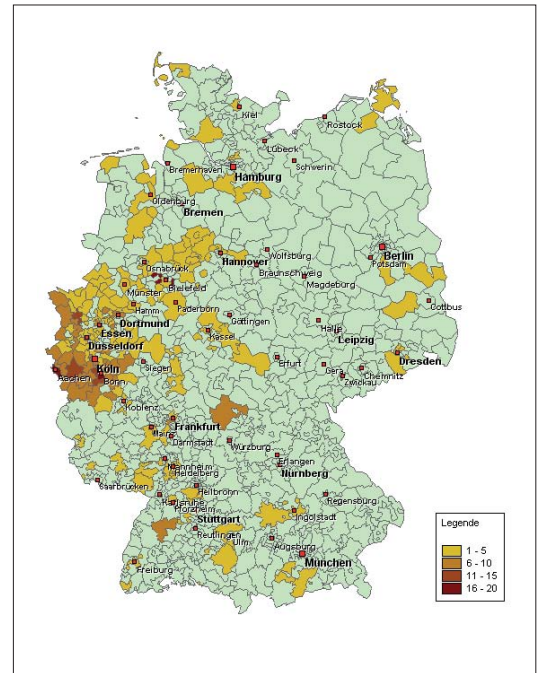 Kiel
Rostock
Lübeck
Bremerhaven
Schwerin
Hamburg
Oldenburg
Bremen
Berlin
Potsdam
Wolfsburg
Hannover
Braunschweig
Osnabrück
Magdeburg
Bielefeld
Münster
Cottbus
Paderborn
Hamm
Göttingen
Dortmund
Halle
Essen
Leipzig
Kassel
Düsseldorf
Dresden
Köln
Erfurt
Siegen
Gera
Chemnitz
Aachen
Bonn
Zwickau
Koblenz
Frankfurt
Mainz
Darmstadt
Würzburg
Erlangen
Mannheim
Nürnberg
Heidelberg
Saarbrücken
Heilbronn
Karlsruhe
Regensburg
Pforzheim
Ingolstadt
Stuttgart
Reutlingen
Ulm
Augsburg
München
Freiburg
Legende
1 - 5
6 - 10
11 - 15
16 - 20